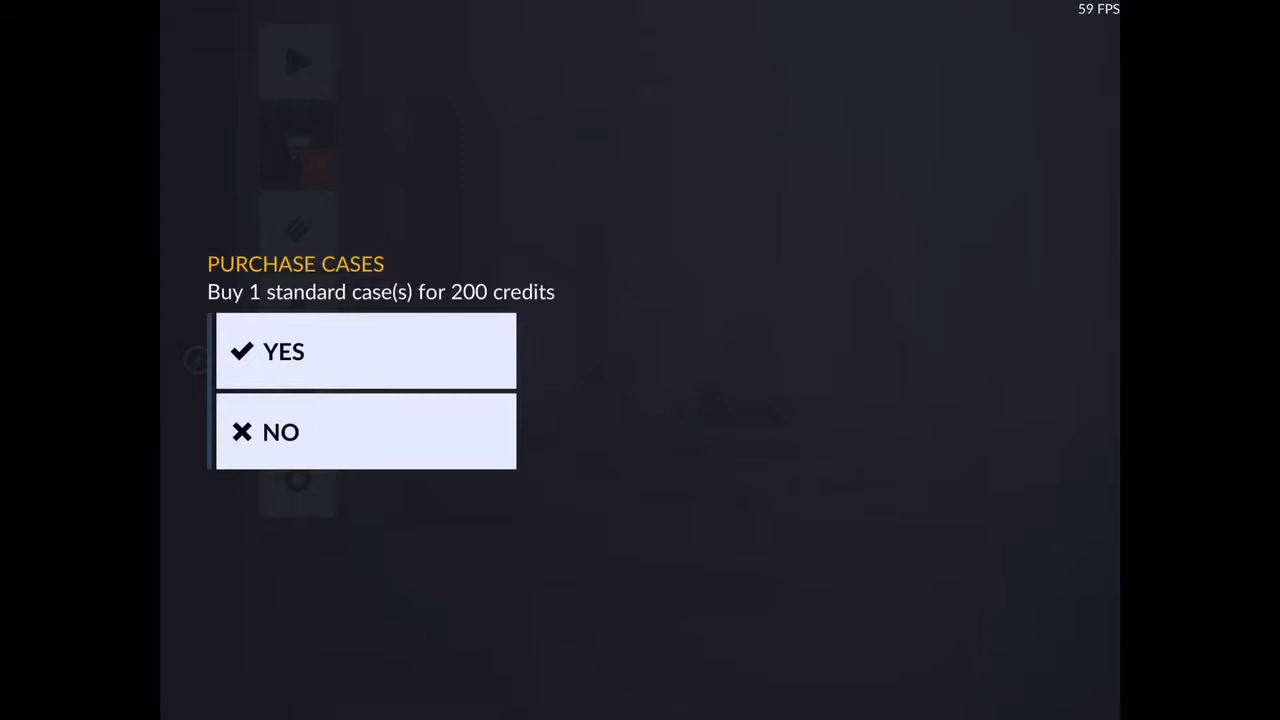 59 FPS
PURCHASE CASES
Buy 1 standard case(s) for 200 credits
YES
NO